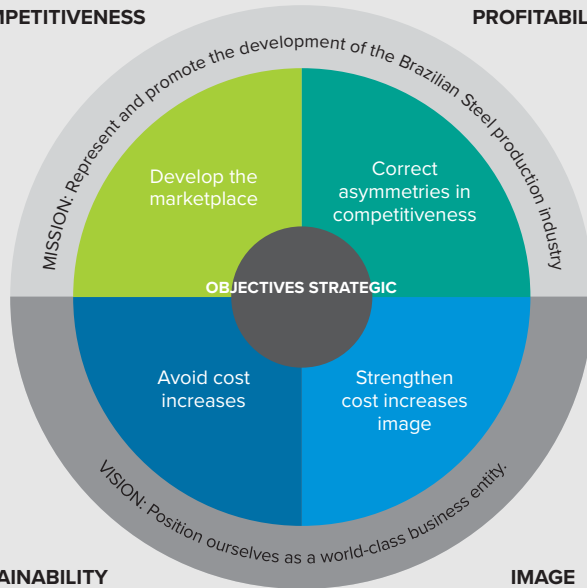 MPETITIVENESS
PROFITABIL
MISSION: Represent and promote the development of the Brazilian Steel production industry
Develop the
marketplace
Correct
asymmetries in
competitiveness
OBJECTIVES STRATEGIC
Avoid cost
increases
Strengthen
cost increases
image
VISION: Position ourselves as a world-class business entity.
AINABILITY
IMAGE